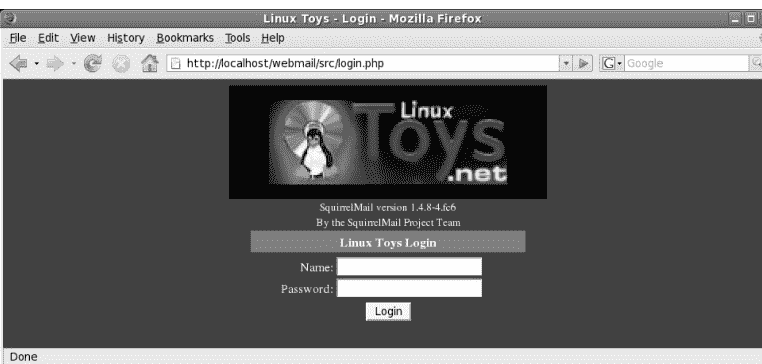 Linux Toys - Login - Mozilla Firefox
File Edit View History Bookmarks Tools Help
http://localhost/webmail/src/login.php
G Google
Linux
Toys
.net
SquirrelMail version 1.4.8-4.fc6
By the SquirrelMail Project Team
Linux Toys Login
Name:
Password:
Login
Done